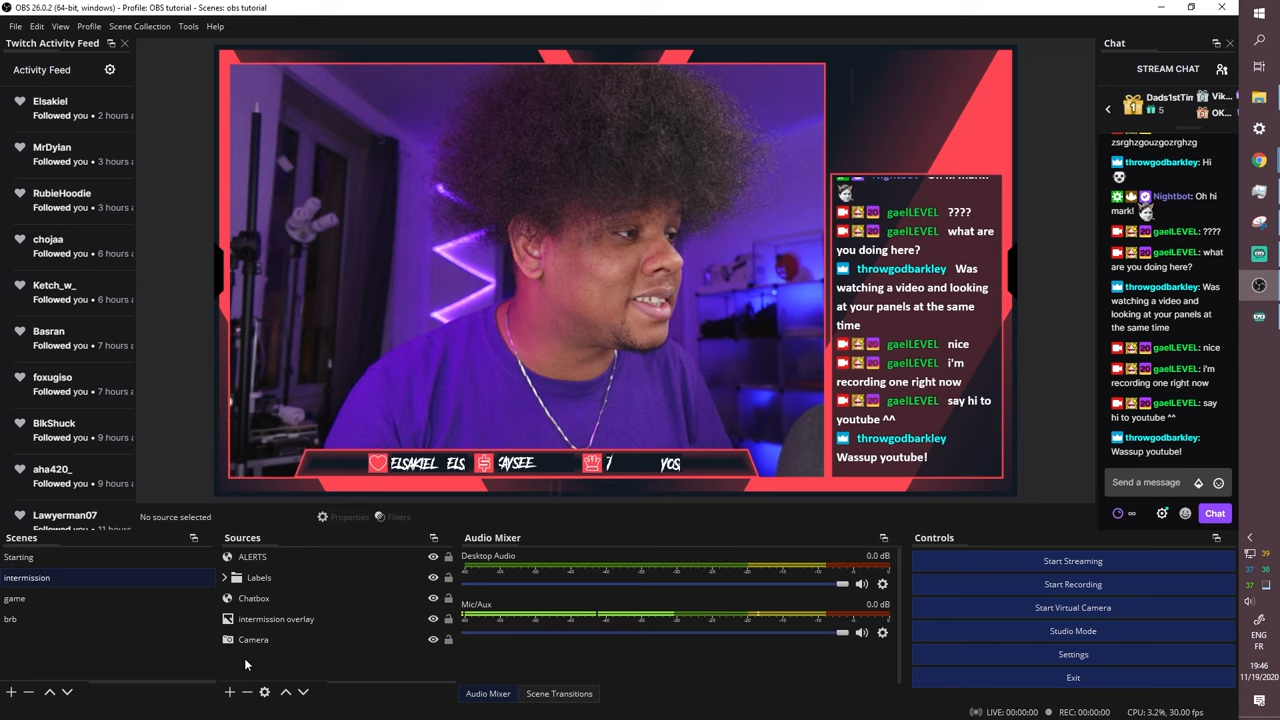 OBS 26.0.2 (64-bit, windows) - Profile: OBS tutorial - Scenes: obs tutorial
File Edit View Profile Scene Collection Tools Help
Twitch Activity Feed
Activity Feed
Elsakiel
Followed you • 2 hours a
MrDylan
Followed you • 3 hours
RubieHoodie
Followed you • 3 hours
chojaa
Followed you • 6 hours
Ketch_w_
Followed you • 6 hours
Basran
Followed you • 7 hours
foxugiso
Followed you • 7 hours
BlkShuck
Followed you • 9 hours
aha420_
Followed you • 9 hours
Lawyerman07
????
gaelLEVEL ????
gaelLEVEL what are
you doing here?
throwgodbarkley Was
watching a video and looking
at your panels at the same
time
gaelLEVEL nice
gaelLEVEL i'm
recording one right now
gaelLEVEL say hi to
youtube ^^
throwgodbarkley
Wassup youtube!
ELSAKIEL ELS
Chat
STREAM CHAT
Dads1stTin
5
Vik...
OK...
zsrghzgouzgozrghzg
throwgodbarkley: Hi
Nightbot: Oh hi
mark!
gaelLEVEL: ????
gaelLEVEL: what
are you doing here?
throwgodbarkley: Was
watching a video and
looking at your panels at
the same time
gaelLEVEL: nice
gaelLEVEL: i'm
recording one right now
gaelLEVEL: say
hi to youtube ^^
throwgodbarkley:
Wassup youtube!
Send a message
Chat
No source selected
Properties Filters
Scenes
Starting
intermission
game
brb
Sources
ALERTS
Labels
Chatbox
intermission overlay
Camera
Audio Mixer
Desktop Audio 0.0 dB
Mic/Aux 0.0 dB
Audio Mixer Scene Transitions
Controls
Start Streaming
Start Recording
Start Virtual Camera
Studio Mode
Settings
Exit
LIVE: 00:00:00 REC: 00:00:00 CPU: 3.2%, 30.00 fps
39
37 38
37
ENG
FR
19:46
11/19/2020